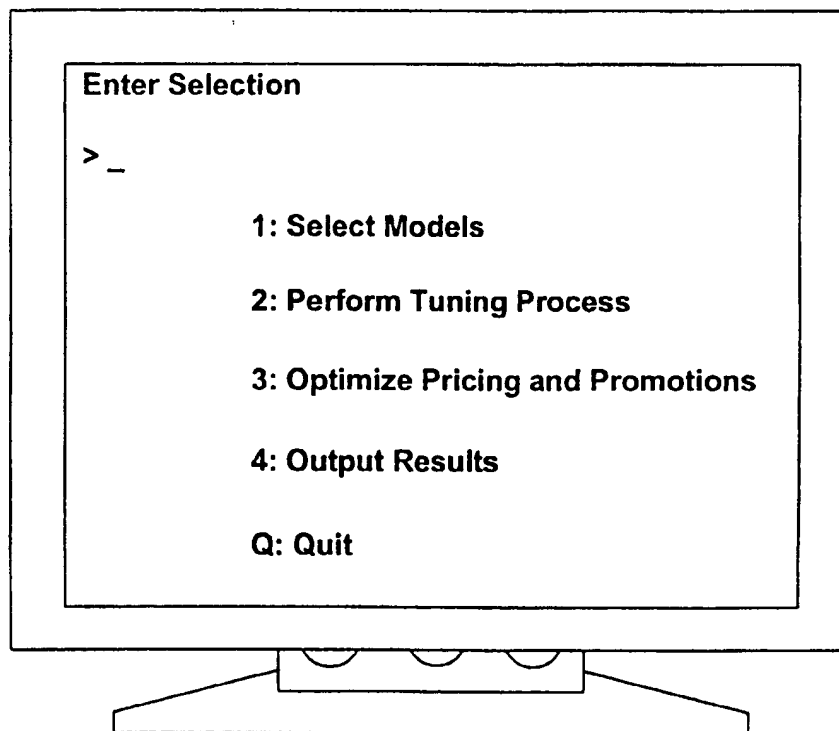 Enter Selection
>_
1: Select Models
2: Perform Tuning Process
3: Optimize Pricing and Promotions
4: Output Results
Q: Quit